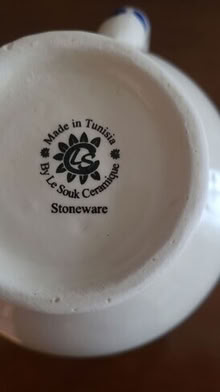 Made in Tunisia
LS
By Le Souk Ceramique
Stoneware